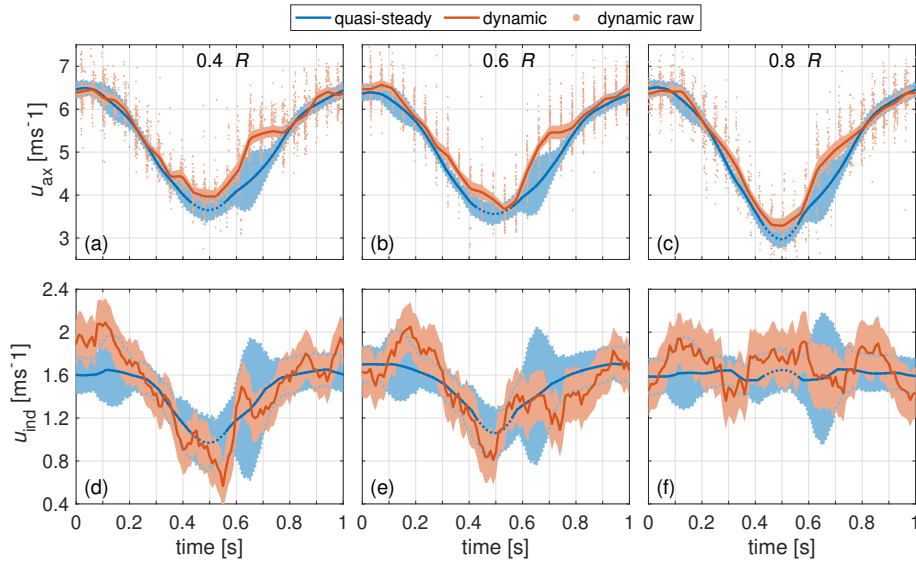 quasi-steady dynamic dynamic raw
0.4 R 0.6 R 0.8 R
7
6
5
4
3
u_ax [ms⁻1]
(a) (b) (c)
2.4
2
1.6
1.2
0.8
0.4
u_ind [ms⁻1]
(d) (e) (f)
0 0.2 0.4 0.6 0.8 1 0 0.2 0.4 0.6 0.8 1 0 0.2 0.4 0.6 0.8 1
time [s] time [s] time [s]